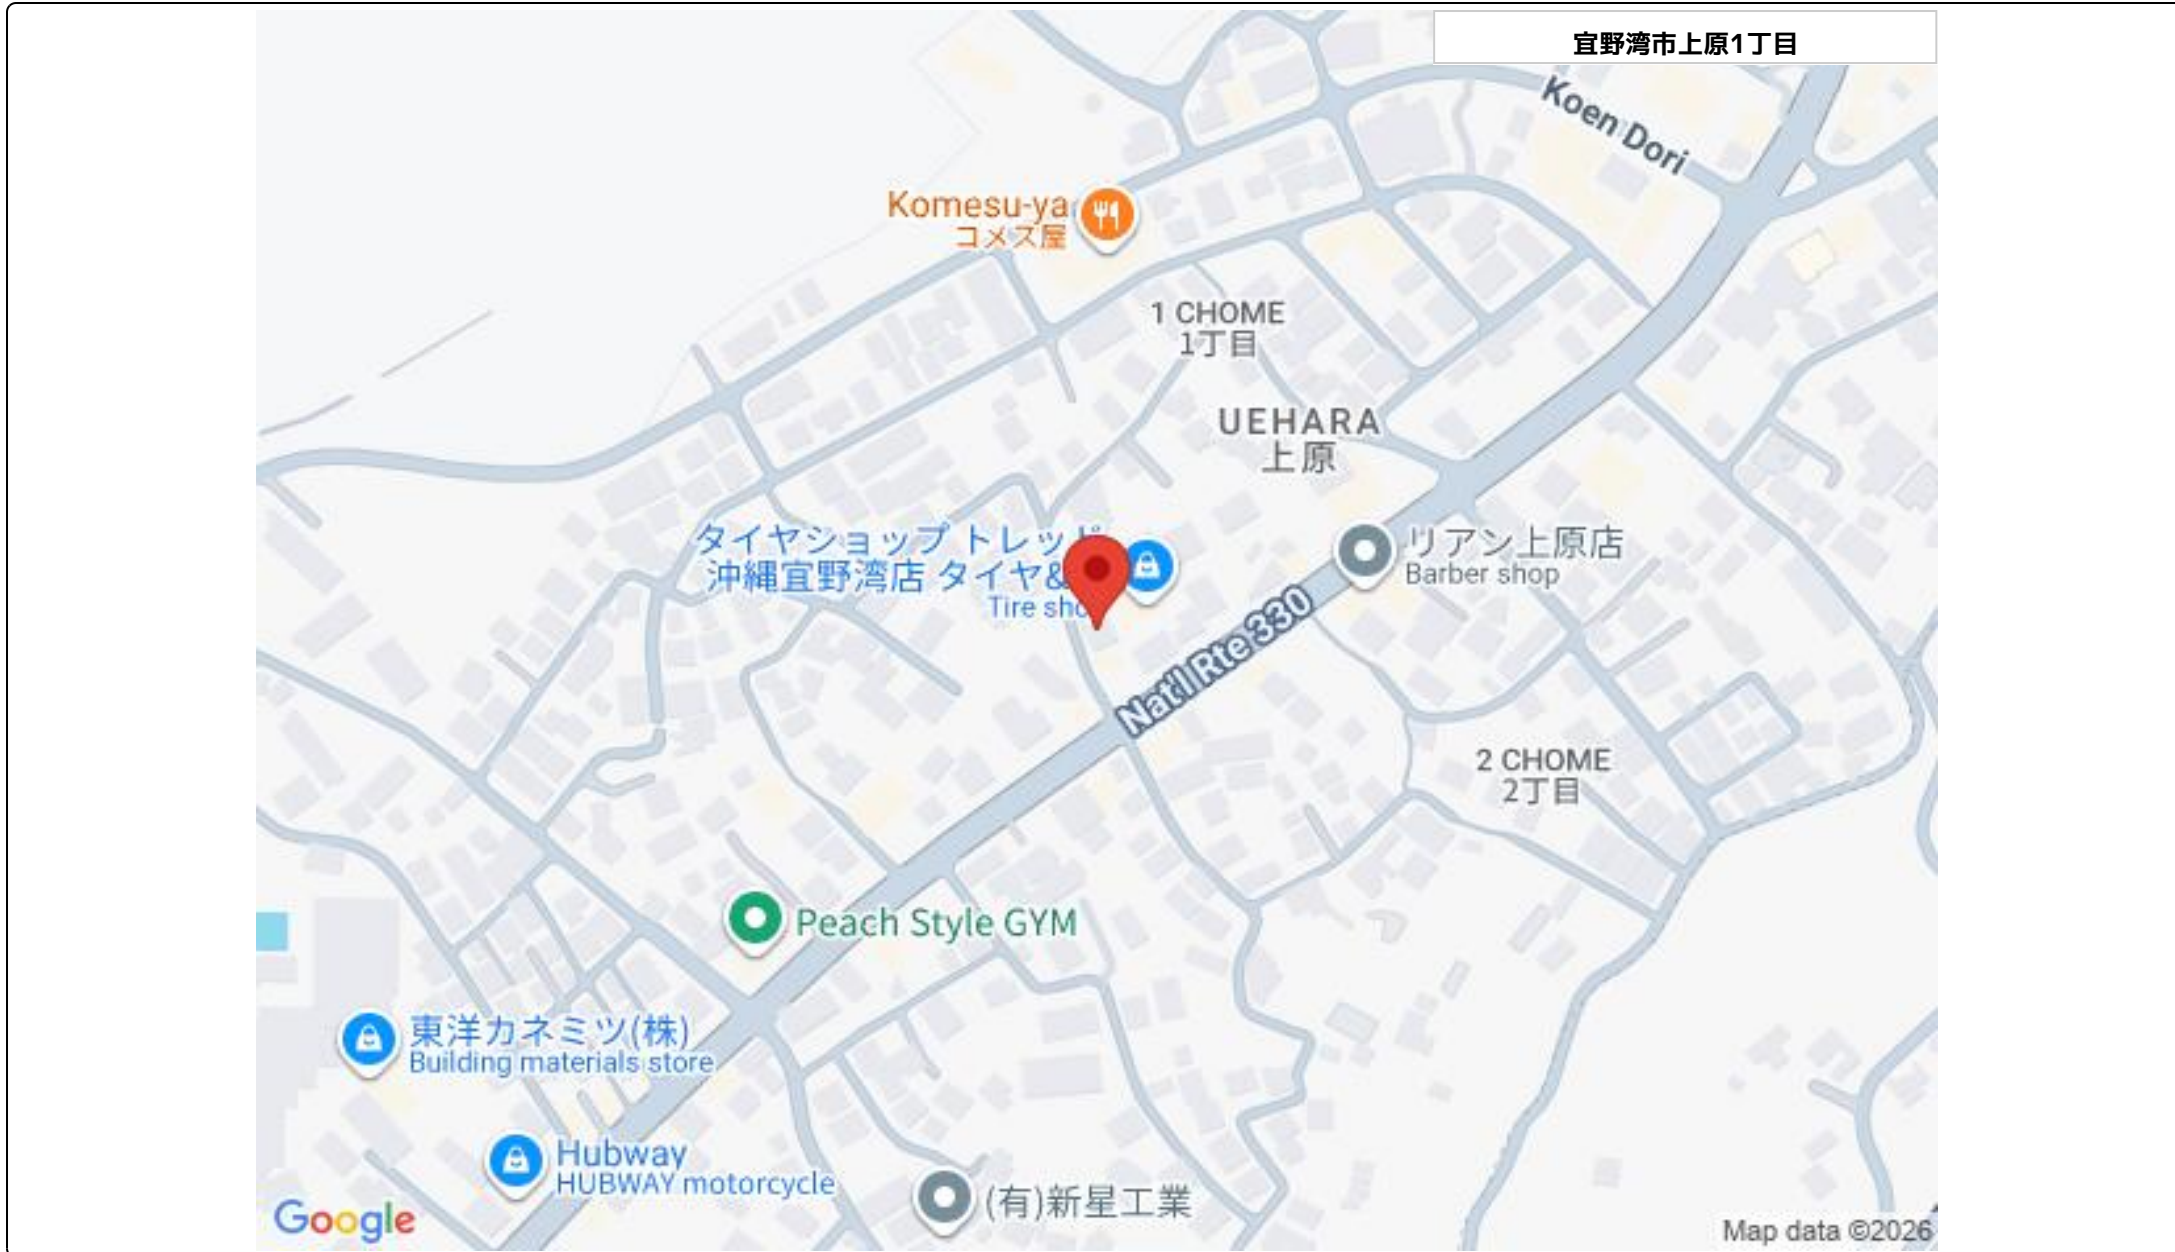 宜野湾市上原1丁目
Koen Dori
Komesu-ya
コメス屋
1 CHOME
1丁目
UEHARA
上原
タイヤショップ トレッド
沖縄宜野湾店 タイヤ&
Tire sho
リアン上原店
Barber shop
Nat'l Rte 330
2 CHOME
2丁目
Peach Style GYM
東洋カネミツ(株)
Building materials store
Hubway
HUBWAY motorcycle
(有)新星工業
Google
Map data ©2026